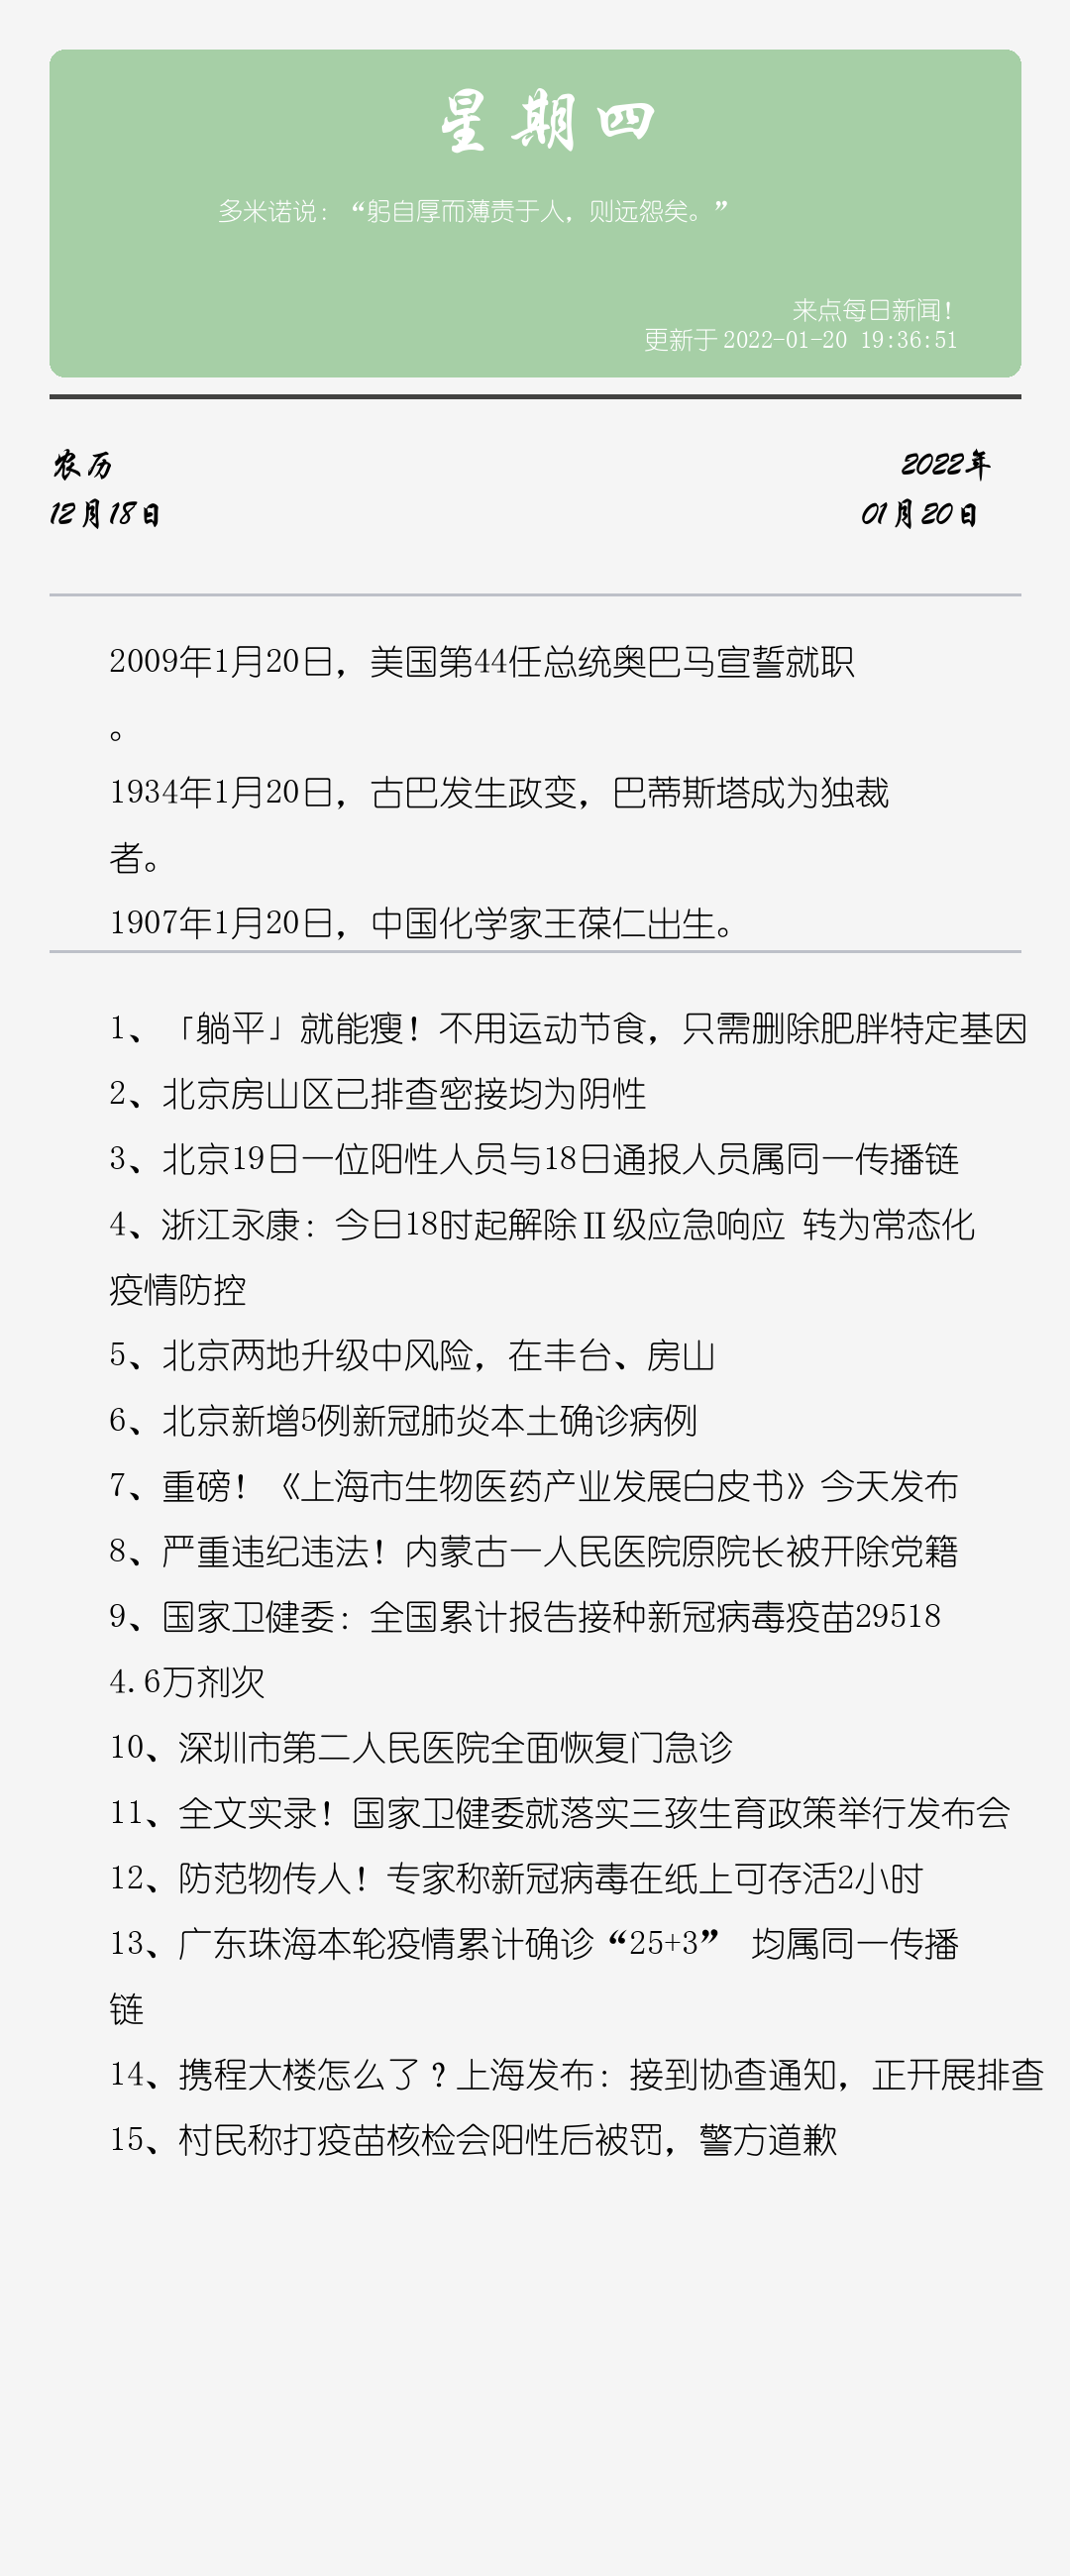 星期四
多米诺说：“躬自厚而薄责于人，则远怨矣。”
来点每日新闻！
更新于2022-01-20 19:36:51
农历
2022年
12月18日
01月20日
2009年1月20日，美国第44任总统奥巴马宣誓就职
。
1934年1月20日，古巴发生政变，巴蒂斯塔成为独裁
者。
1907年1月20日，中国化学家王葆仁出生。
1、「躺平」就能瘦！不用运动节食，只需删除肥胖特定基因
2、北京房山区已排查密接均为阴性
3、北京19日一位阳性人员与18日通报人员属同一传播链
4、浙江永康：今日18时起解除Ⅱ级应急响应 转为常态化
疫情防控
5、北京两地升级中风险，在丰台、房山
6、北京新增5例新冠肺炎本土确诊病例
7、重磅！《上海市生物医药产业发展白皮书》今天发布
8、严重违纪违法！内蒙古一人民医院原院长被开除党籍
9、国家卫健委：全国累计报告接种新冠病毒疫苗29518
4.6万剂次
10、深圳市第二人民医院全面恢复门急诊
11、全文实录！国家卫健委就落实三孩生育政策举行发布会
12、防范物传人！专家称新冠病毒在纸上可存活2小时
13、广东珠海本轮疫情累计确诊“25+3” 均属同一传播
链
14、携程大楼怎么了？上海发布：接到协查通知，正开展排查
15、村民称打疫苗核检会阳性后被罚，警方道歉